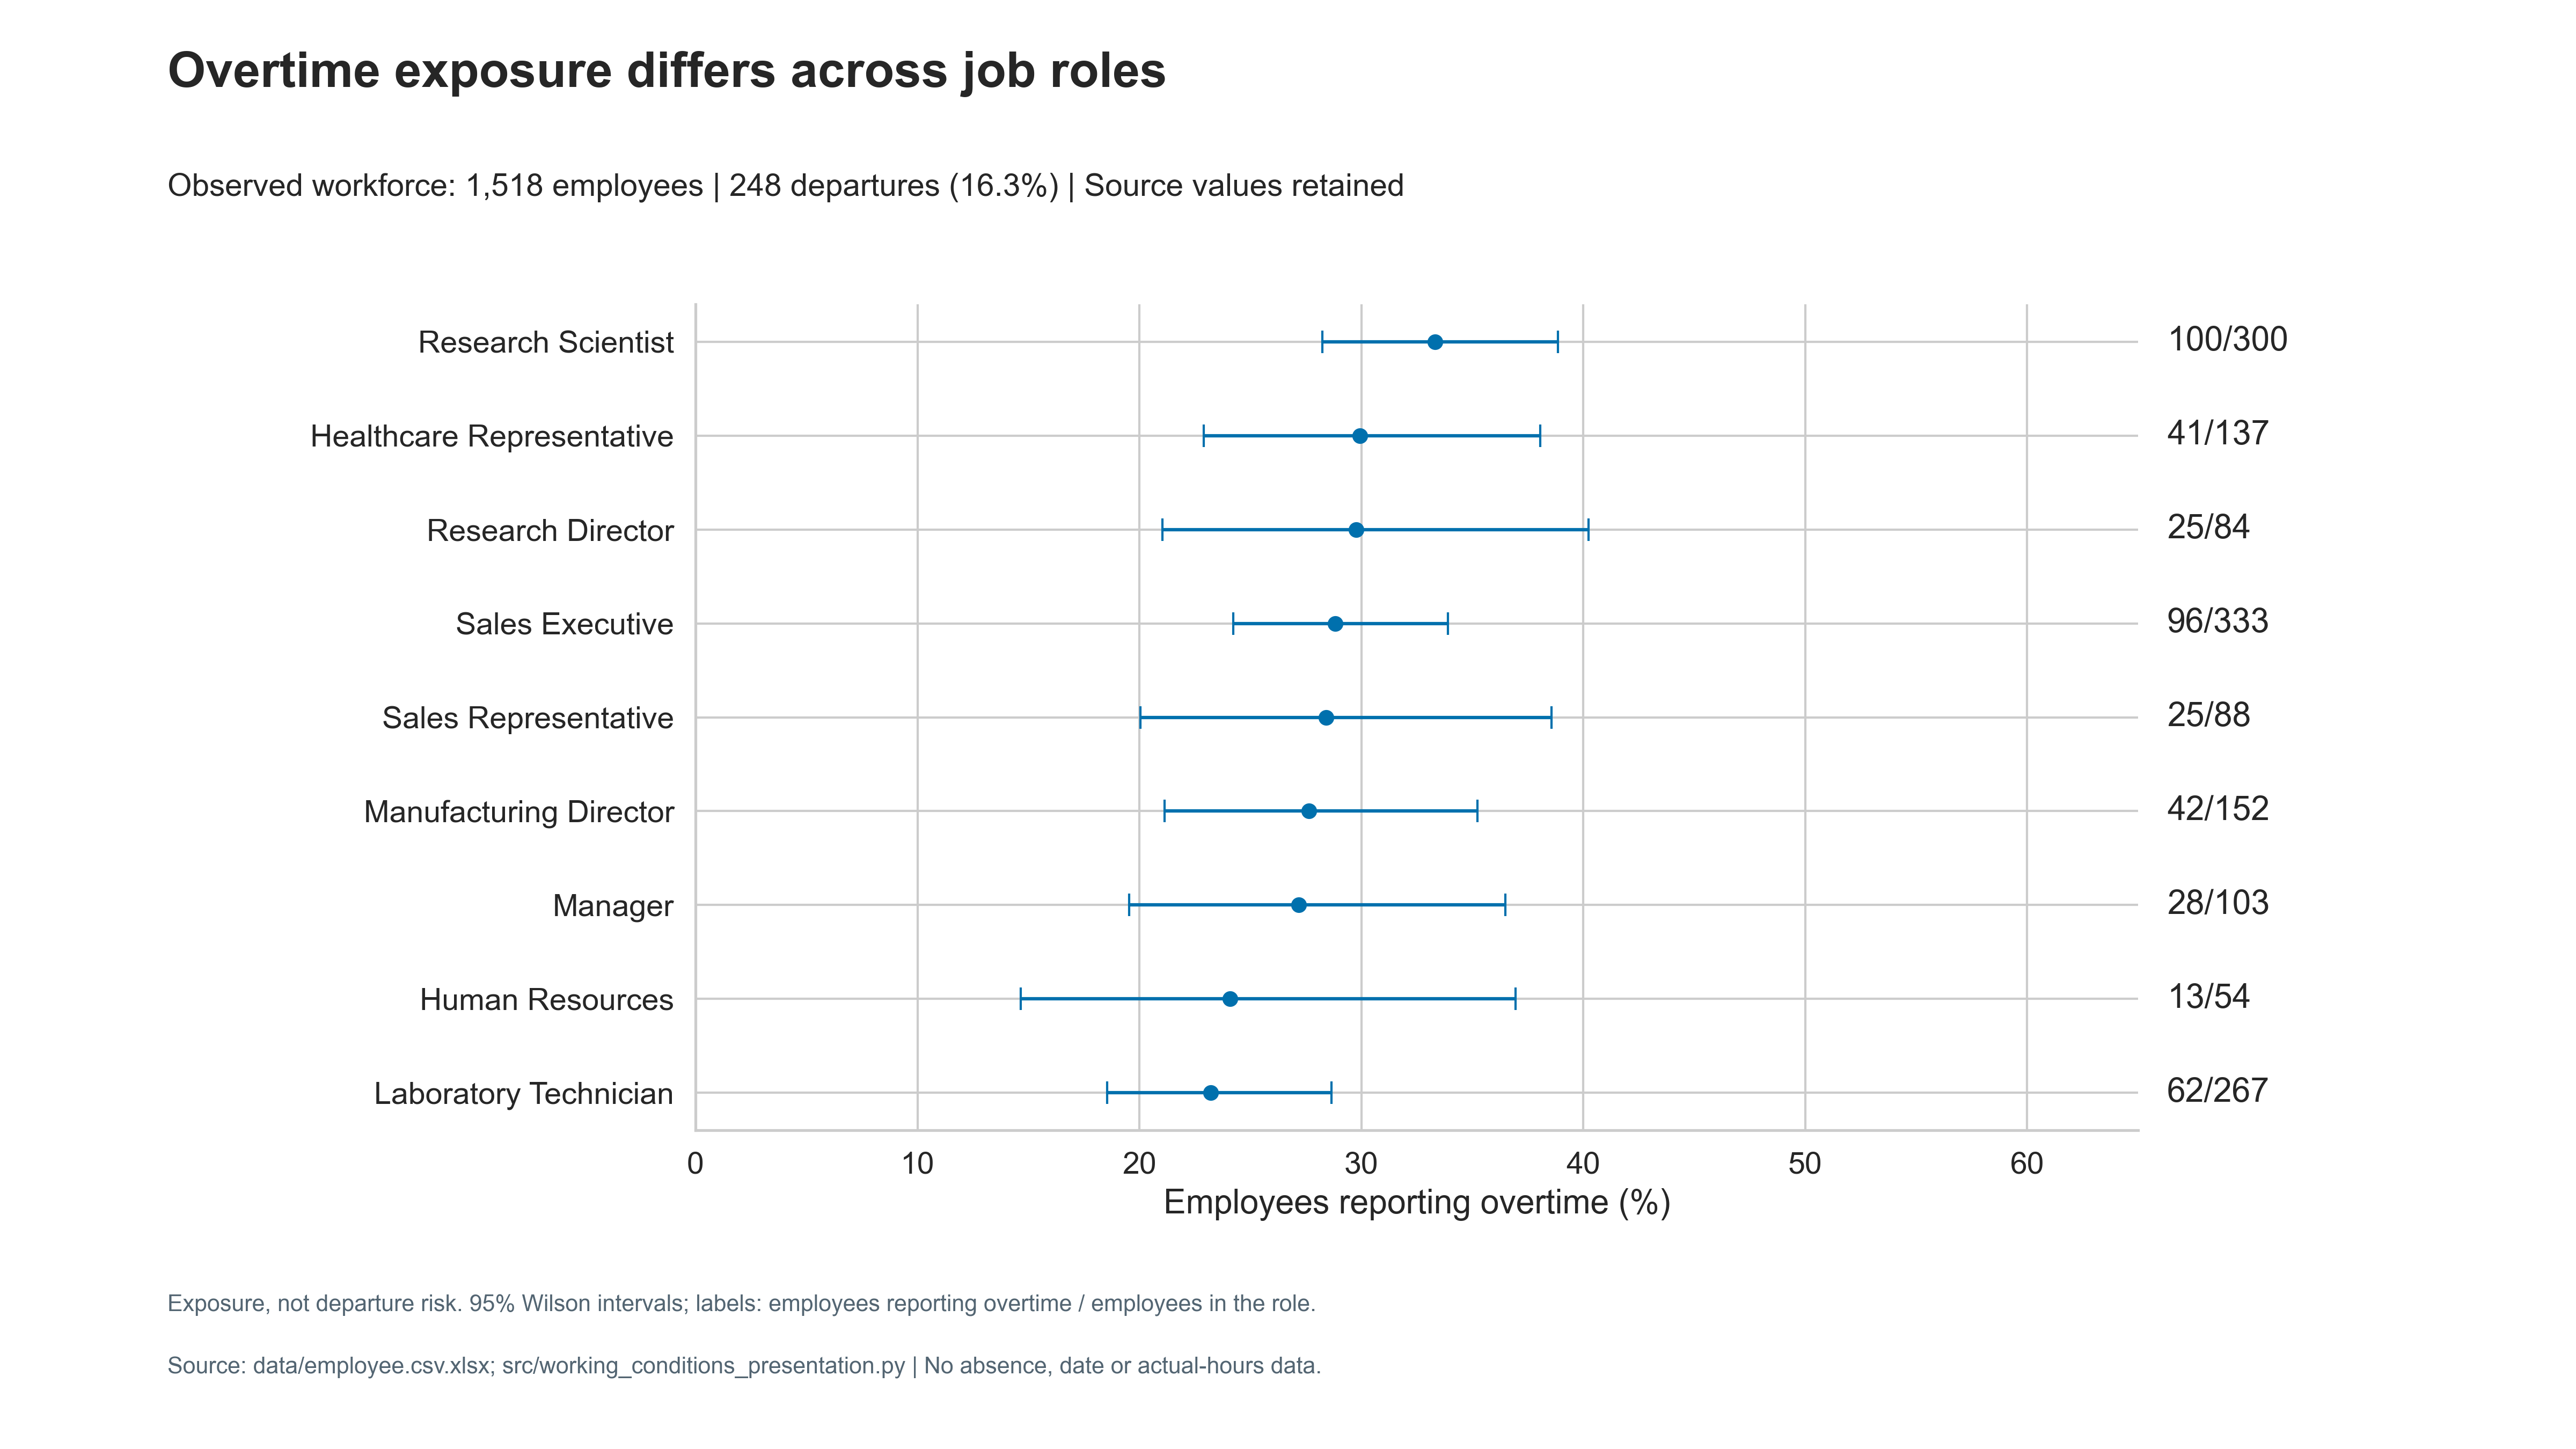 Overtime exposure differs across job roles
Observed workforce: 1,518 employees | 248 departures (16.3%) | Source values retained
Research Scientist 100/300
Healthcare Representative 41/137
Research Director 25/84
Sales Executive 96/333
Sales Representative 25/88
Manufacturing Director 42/152
Manager 28/103
Human Resources 13/54
Laboratory Technician 62/267
0 10 20 30 40 50 60
Employees reporting overtime (%)
Exposure, not departure risk. 95% Wilson intervals; labels: employees reporting overtime / employees in the role.
Source: data/employee.csv.xlsx; src/working_conditions_presentation.py | No absence, date or actual-hours data.